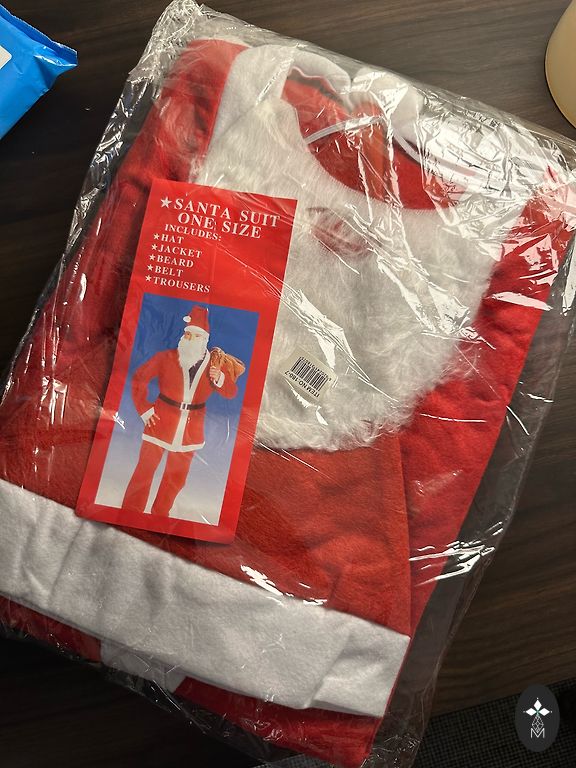 ★SANTA SUIT
ONE SIZE
INCLUDES:
★HAT
★JACKET
★BEARD
★BELT
★TROUSERS
M